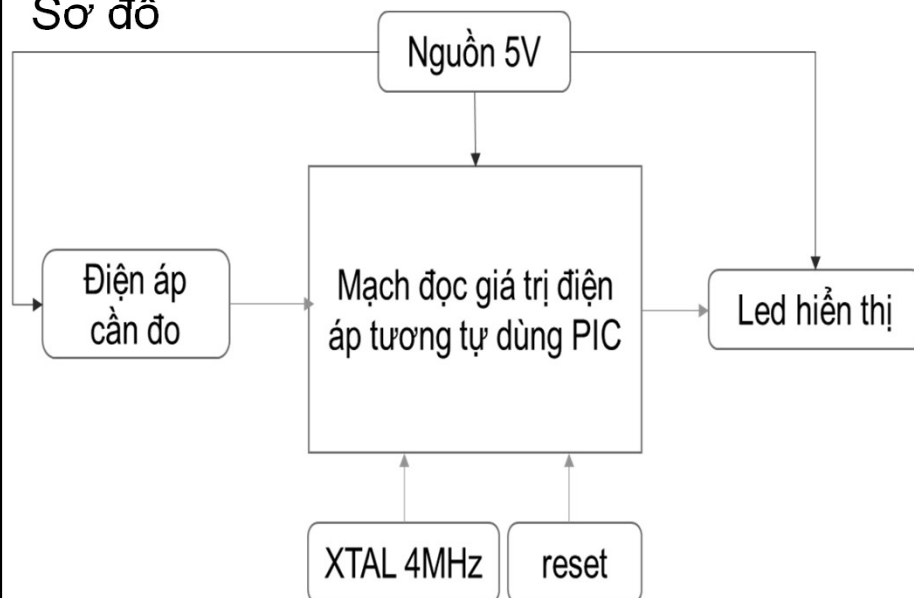 Sơ đồ
Nguồn 5V
Điện áp
cần đo
Mạch đọc giá trị điện
áp tương tự dùng PIC
Led hiển thị
XTAL 4MHz
reset